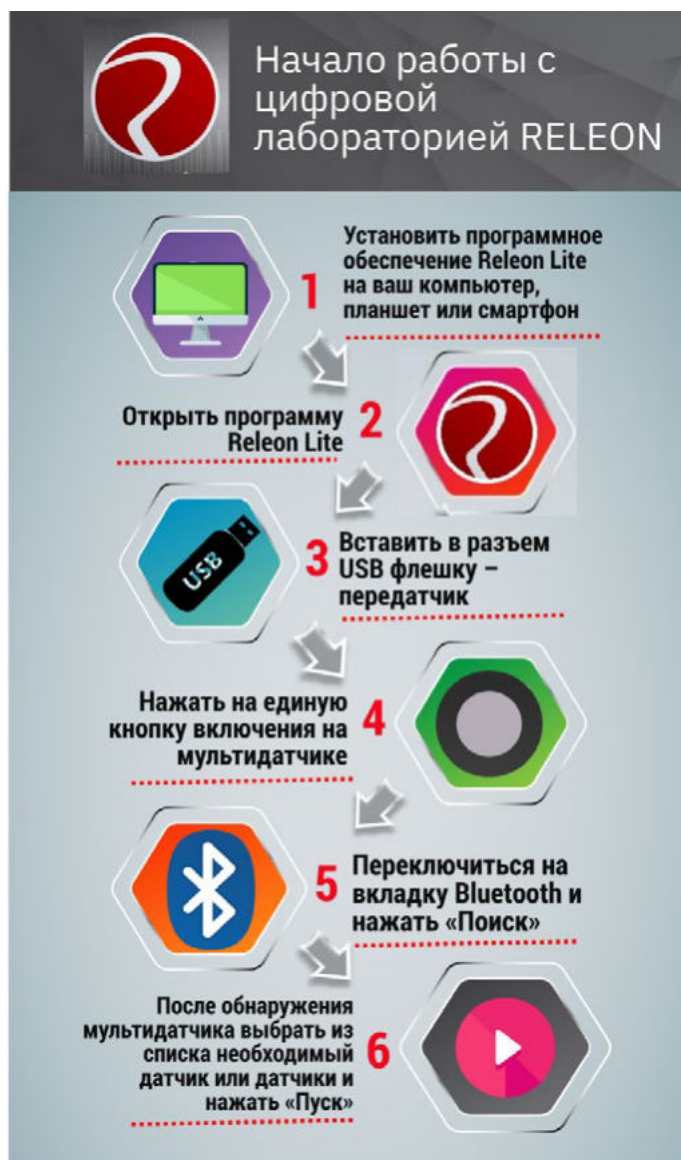 Начало работы с
цифровой
лабораторией RELEON
1
Установить программное
обеспечение Releon Lite
на ваш компьютер,
планшет или смартфон
Открыть программу
Releon Lite
2
USB
3
Вставить в разъем
USB флешку –
передатчик
Нажать на единую
кнопку включения на
мультидатчике
4
5
Переключиться на
вкладку Bluetooth и
нажать «Поиск»
После обнаружения
мультидатчика выбрать из
списка необходимый
датчик или датчики и
нажать «Пуск»
6